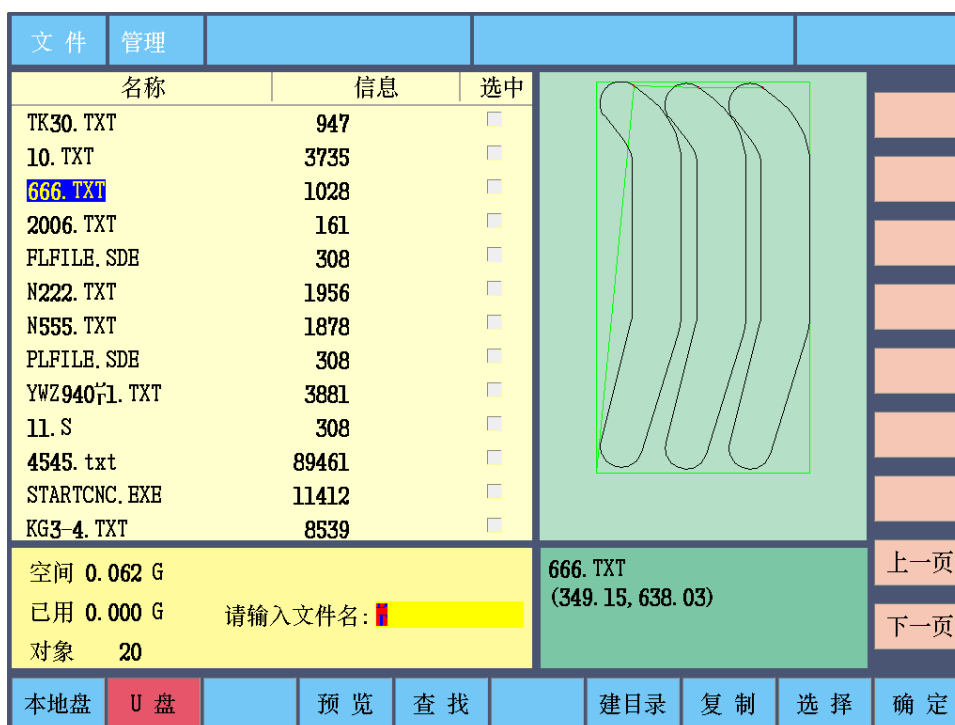 文 件 管理
名称 信息 选中
TK30. TXT 947
10. TXT 3735
666. TXT 1028
2006. TXT 161
FLFILE. SDE 308
N222. TXT 1956
N555. TXT 1878
PLFILE. SDE 308
YWZ940 1. TXT 3881
11. S 308
4545. txt 89461
STARTCNC. EXE 11412
KG3-4. TXT 8539
空间 0. 062 G
已用 0. 000 G 请输入文件名:
对象 20
666. TXT
(349. 15, 638. 03)
上一页
下一页
本地盘 U 盘 预 览 查 找 建目录 复 制 选 择 确 定